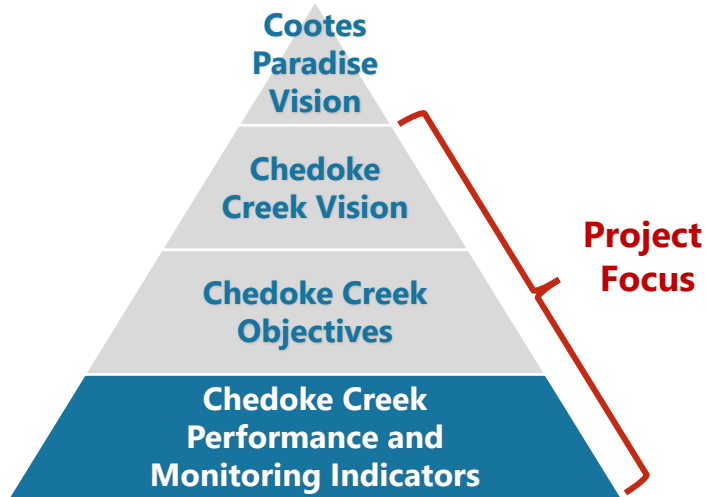 Cootes
Paradise
Vision
Chedoke
Creek Vision
Chedoke Creek
Objectives
Chedoke Creek
Performance and
Monitoring Indicators
Project
Focus